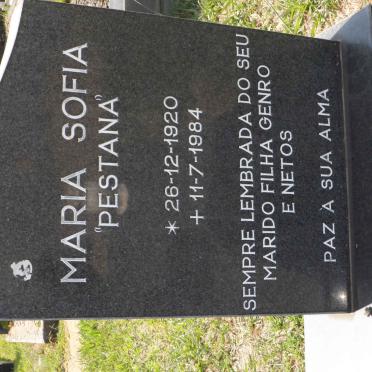 MARIA SOFIA
"PESTANA"
* 26-12-1920
+ 11-7-1984
SEMPRE LEMBRADA DO SEU
MARIDO FILHA GENRO
E NETOS
PAZ À SUA ALMA